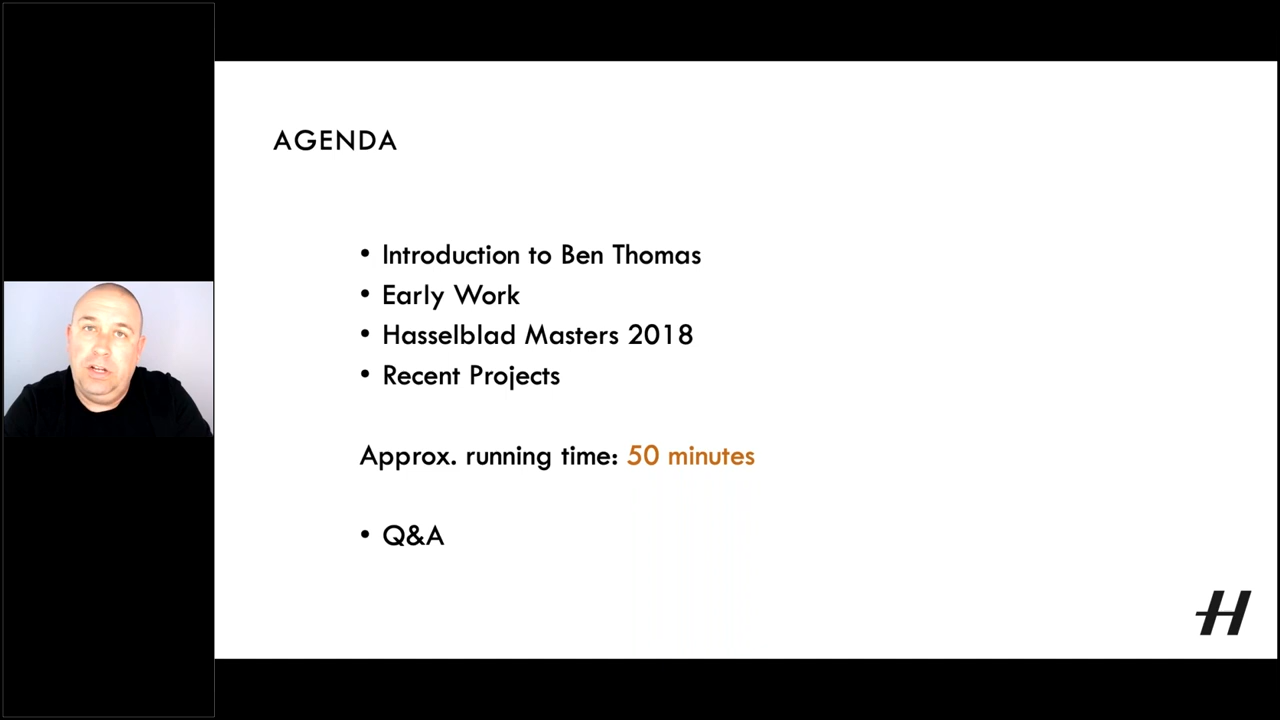 AGENDA
• Introduction to Ben Thomas
• Early Work
• Hasselblad Masters 2018
• Recent Projects
Approx. running time: 50 minutes
• Q&A
H